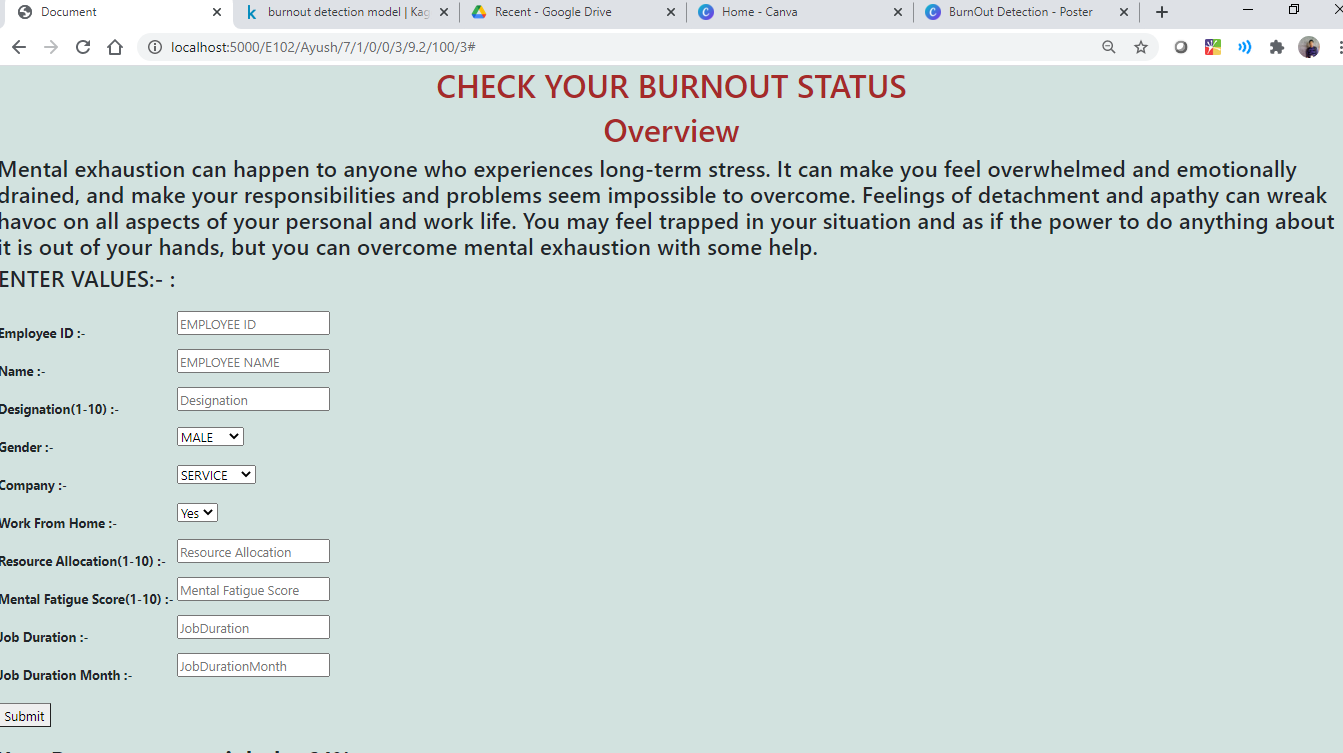 Document
burnout detection model | Kag
Recent - Google Drive
Home - Canva
BurnOut Detection - Poster
localhost:5000/E102/Ayush/7/1/0/0/3/9.2/100/3#
CHECK YOUR BURNOUT STATUS
Overview
Mental exhaustion can happen to anyone who experiences long-term stress. It can make you feel overwhelmed and emotionally
drained, and make your responsibilities and problems seem impossible to overcome. Feelings of detachment and apathy can wreak
havoc on all aspects of your personal and work life. You may feel trapped in your situation and as if the power to do anything about
it is out of your hands, but you can overcome mental exhaustion with some help.
ENTER VALUES:- :
Employee ID :- EMPLOYEE ID
Name :- EMPLOYEE NAME
Designation(1-10) :- Designation
Gender :- MALE
Company :- SERVICE
Work From Home :- Yes
Resource Allocation(1-10) :- Resource Allocation
Mental Fatigue Score(1-10) :- Mental Fatigue Score
Job Duration :- JobDuration
Job Duration Month :- JobDurationMonth
Submit